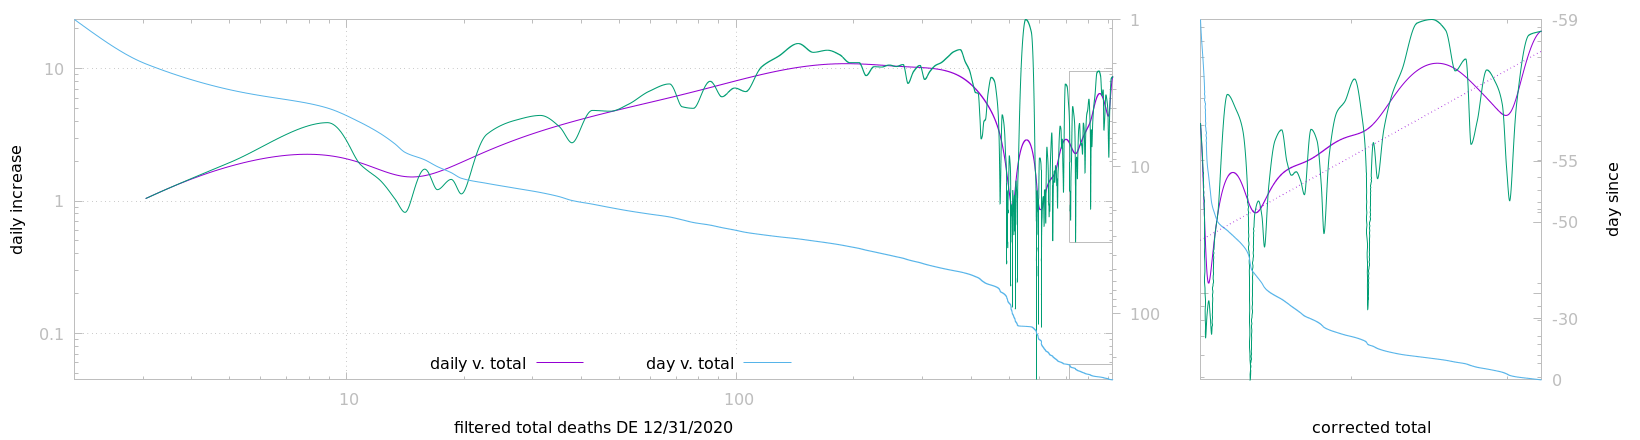 1
-59
10
daily increase
10
-55
day since
1
-50
100
-30
0.1
daily v. total
day v. total
0
10
100
filtered total deaths DE 12/31/2020
corrected total